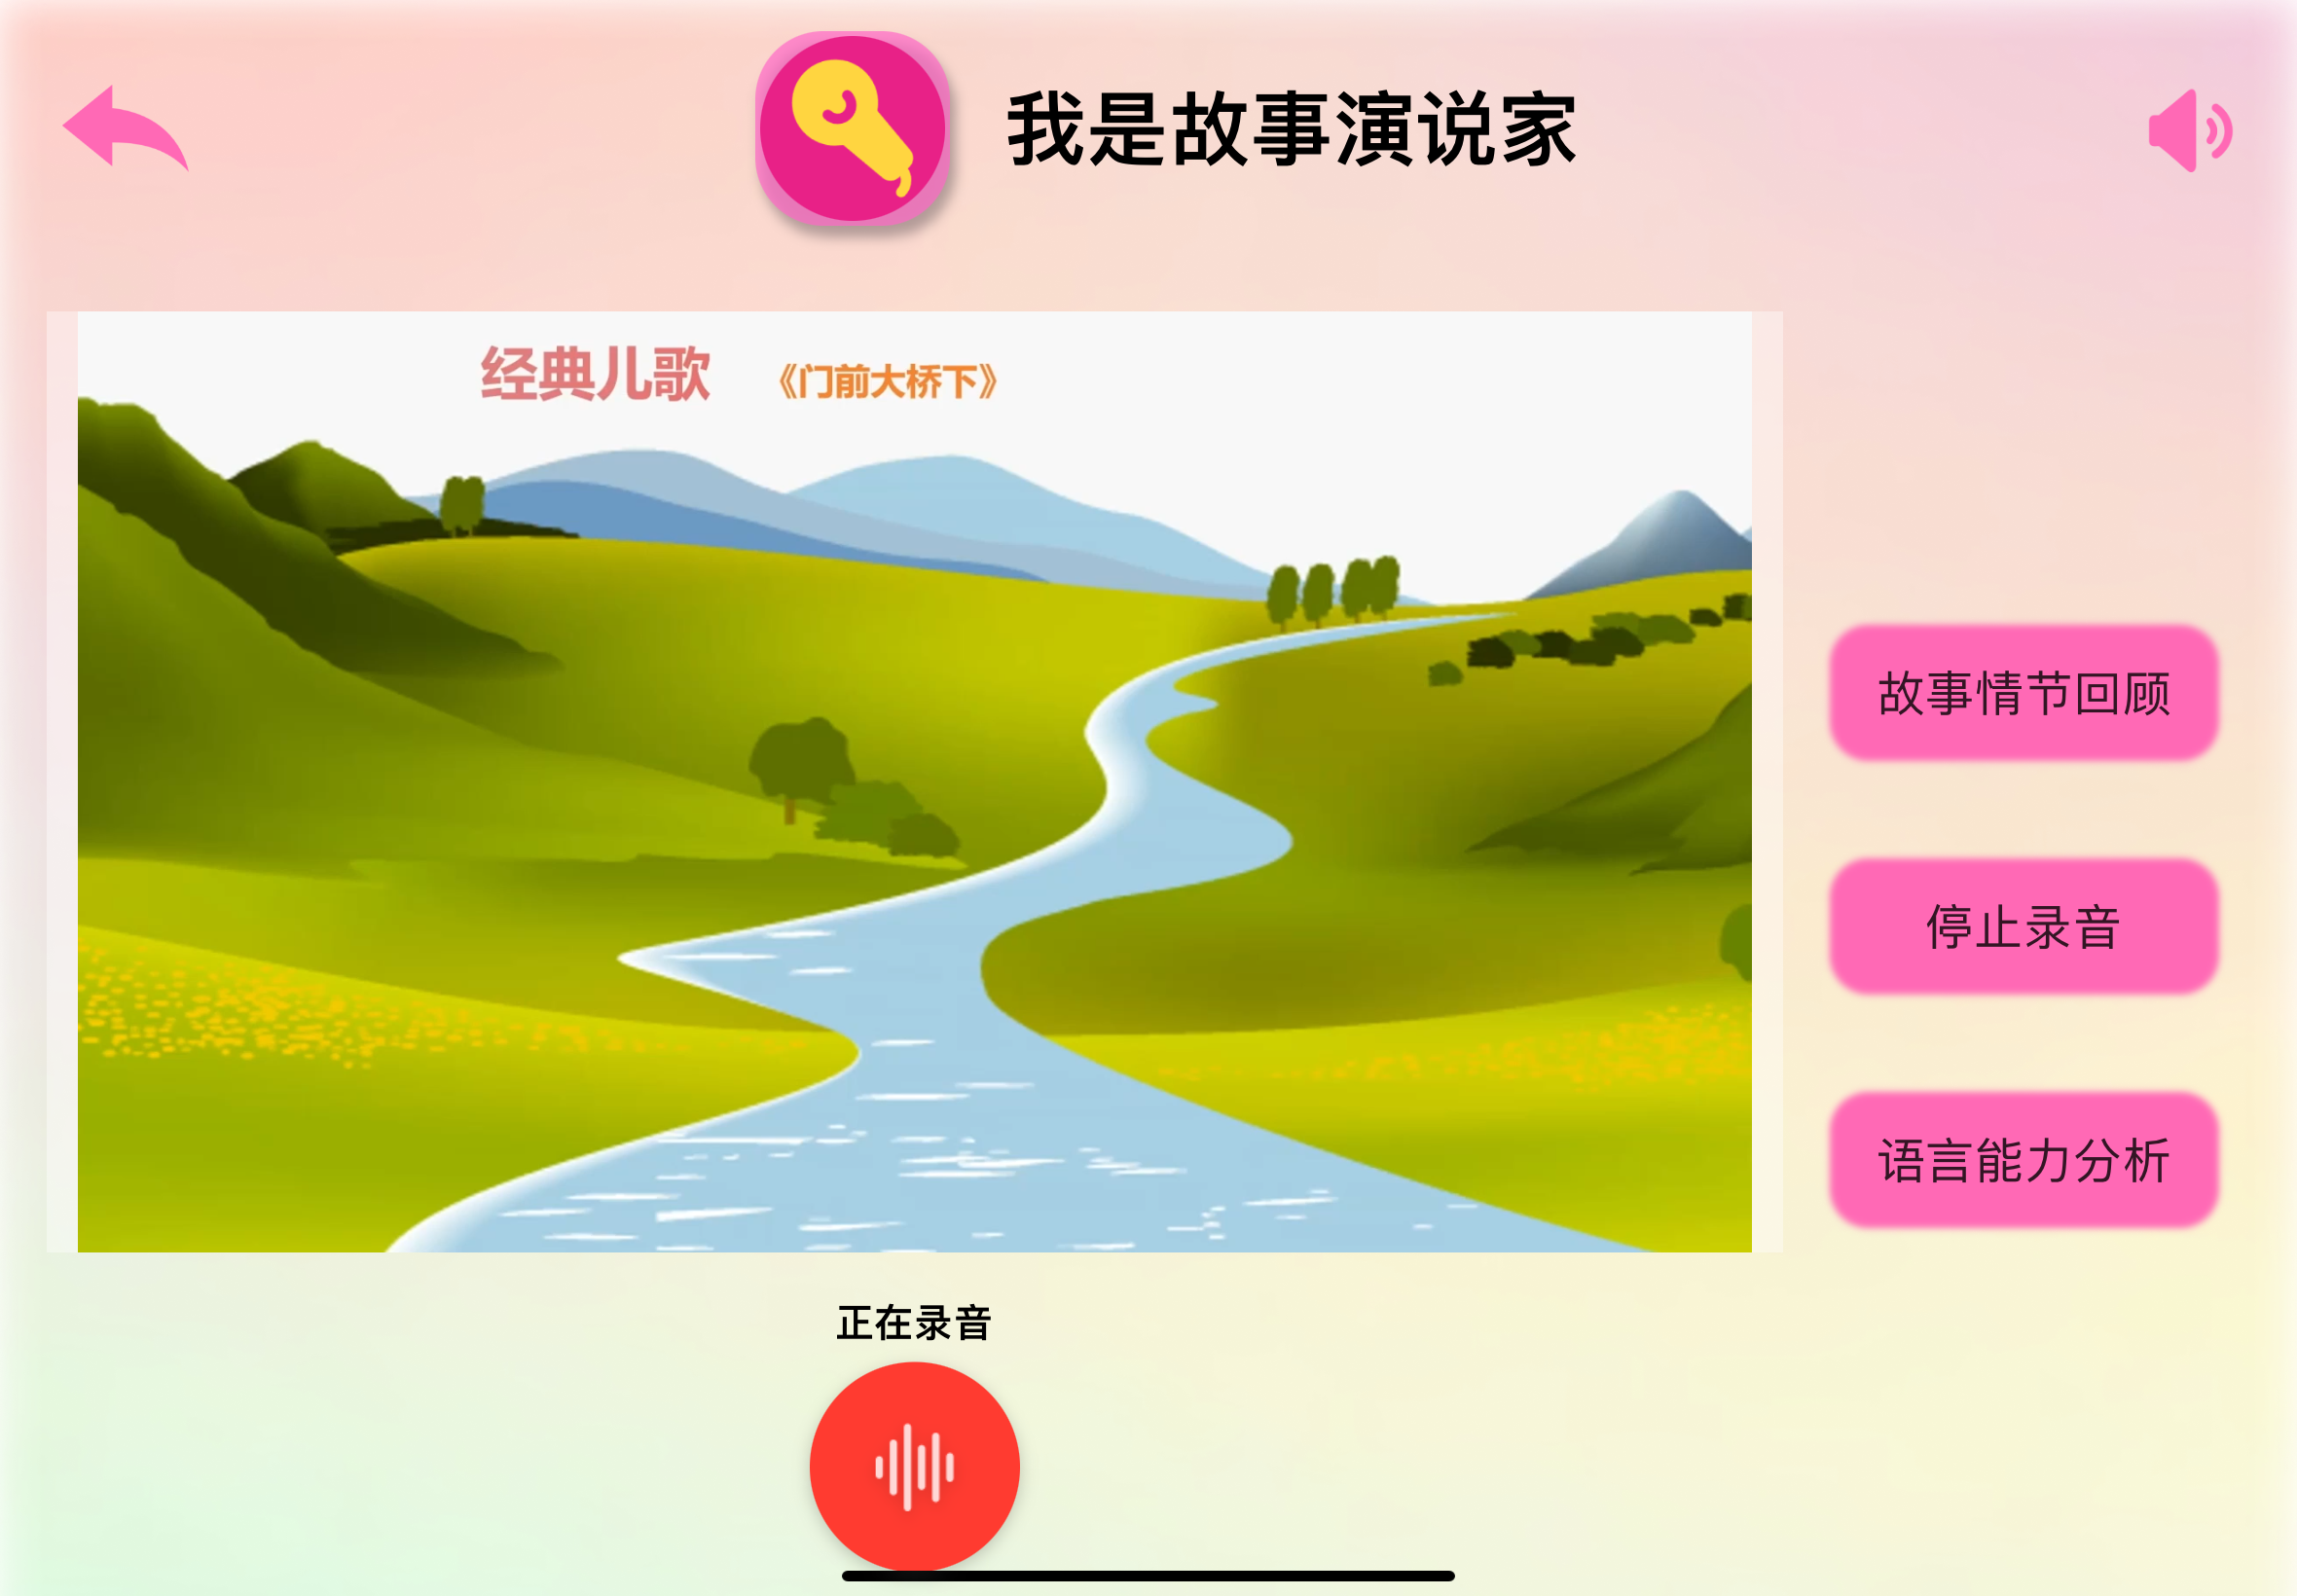 我是故事演说家
经典儿歌 《门前大桥下》
故事情节回顾
停止录音
语言能力分析
正在录音